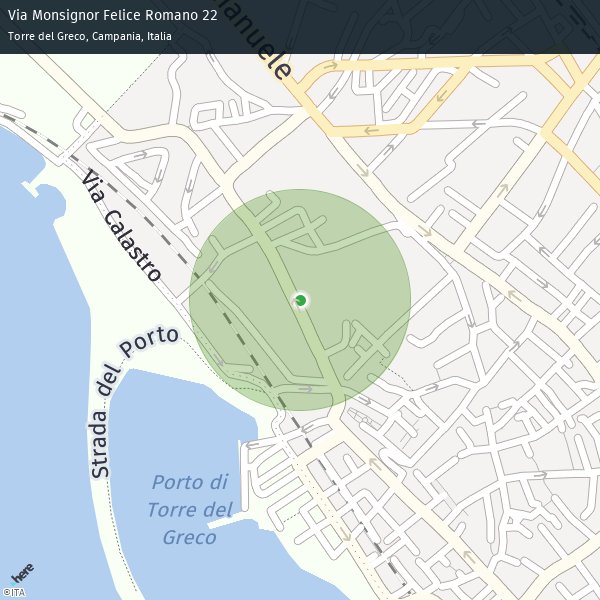 Via Monsignor Felice Romano 22
Torre del Greco, Campania, Italia
Via Calastro
Strada del Porto
Porto di
Torre del
Greco
here
©ITA